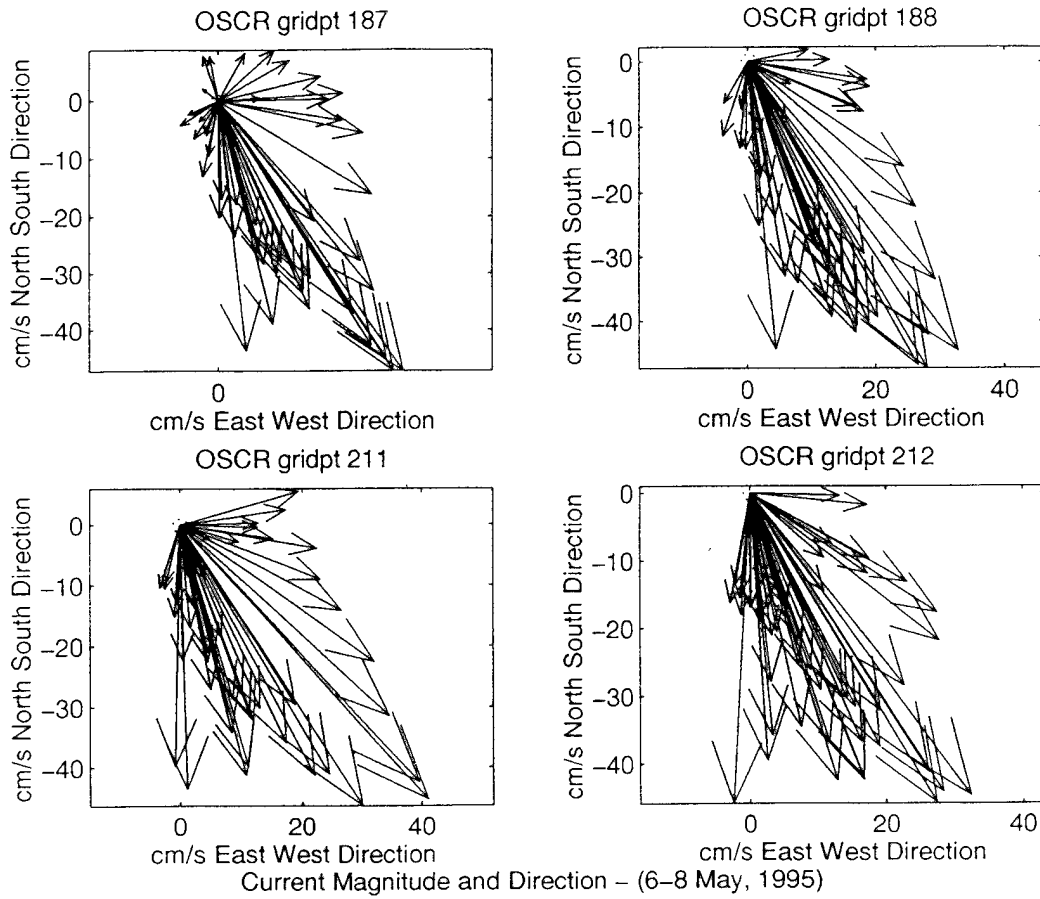 OSCR gridpt 187
cm/s North South Direction
0
−10
−20
−30
−40
0
cm/s East West Direction
OSCR gridpt 188
cm/s North South Direction
0
−10
−20
−30
−40
0 20 40
cm/s East West Direction
OSCR gridpt 211
cm/s North South Direction
0
−10
−20
−30
−40
0 20 40
cm/s East West Direction
OSCR gridpt 212
cm/s North South Direction
0
−10
−20
−30
−40
0 20 40
cm/s East West Direction
Current Magnitude and Direction − (6−8 May, 1995)